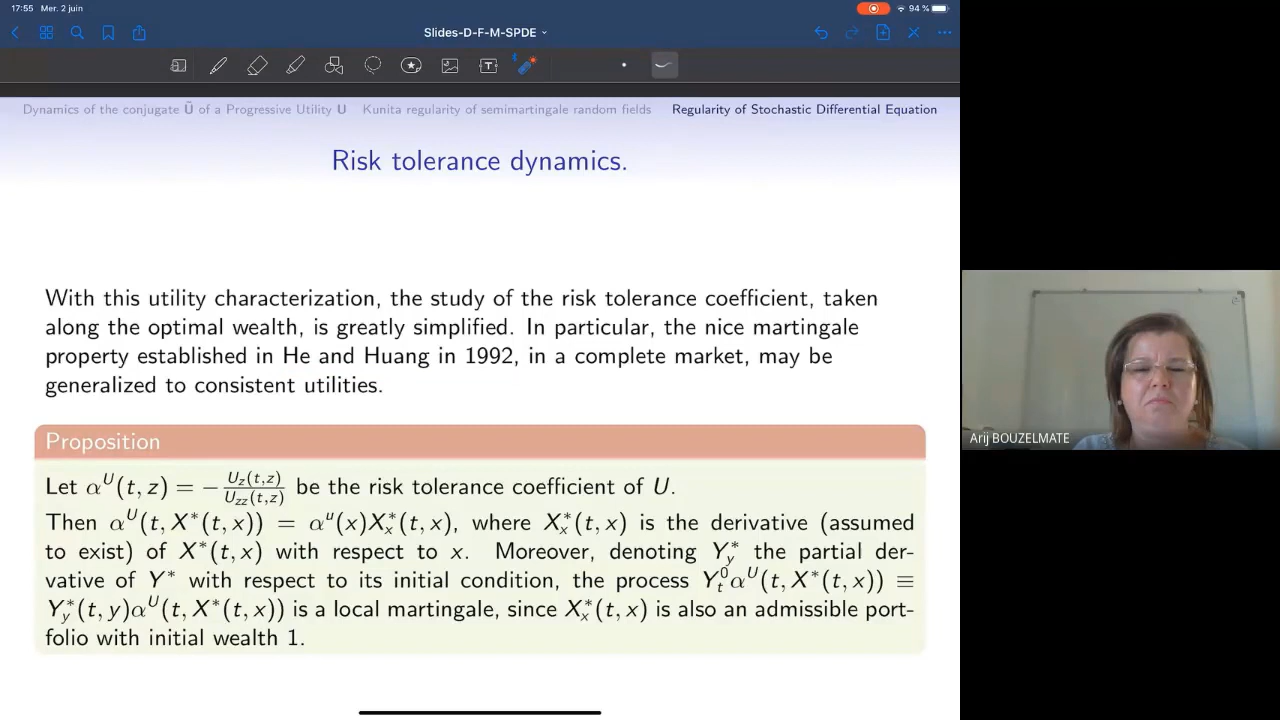 17:55 Mer. 2 juin
94 %
Slides-D-F-M-SPDE
Dynamics of the conjugate Ũ of a Progressive Utility U Kunita regularity of semimartingale random fields Regularity of Stochastic Differential Equation
Risk tolerance dynamics.
With this utility characterization, the study of the risk tolerance coefficient, taken
along the optimal wealth, is greatly simplified. In particular, the nice martingale
property established in He and Huang in 1992, in a complete market, may be
generalized to consistent utilities.
Proposition
Let α^U(t, z) = −U_z(t,z)/U_zz(t,z) be the risk tolerance coefficient of U.
Then α^U(t, X*(t, x)) = α^u(x)X*_x(t, x), where X*_x(t, x) is the derivative (assumed
to exist) of X*(t, x) with respect to x. Moreover, denoting Y*_y the partial der-
vative of Y* with respect to its initial condition, the process Y^0_t α^U(t, X*(t, x)) ≡
Y*_y(t, y)α^U(t, X*(t, x)) is a local martingale, since X*_x(t, x) is also an admissible port-
folio with initial wealth 1.
Arij BOUZELMATE